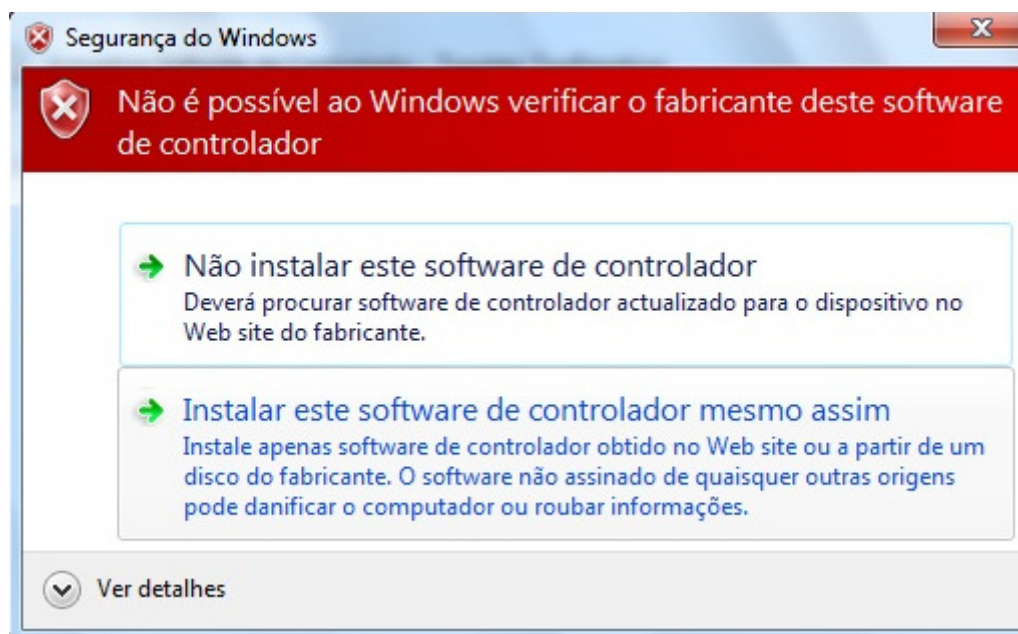 Segurança do Windows
Não é possível ao Windows verificar o fabricante deste software
de controlador
Não instalar este software de controlador
Deverá procurar software de controlador actualizado para o dispositivo no
Web site do fabricante.
Instalar este software de controlador mesmo assim
Instale apenas software de controlador obtido no Web site ou a partir de um
disco do fabricante. O software não assinado de quaisquer outras origens
pode danificar o computador ou roubar informações.
Ver detalhes